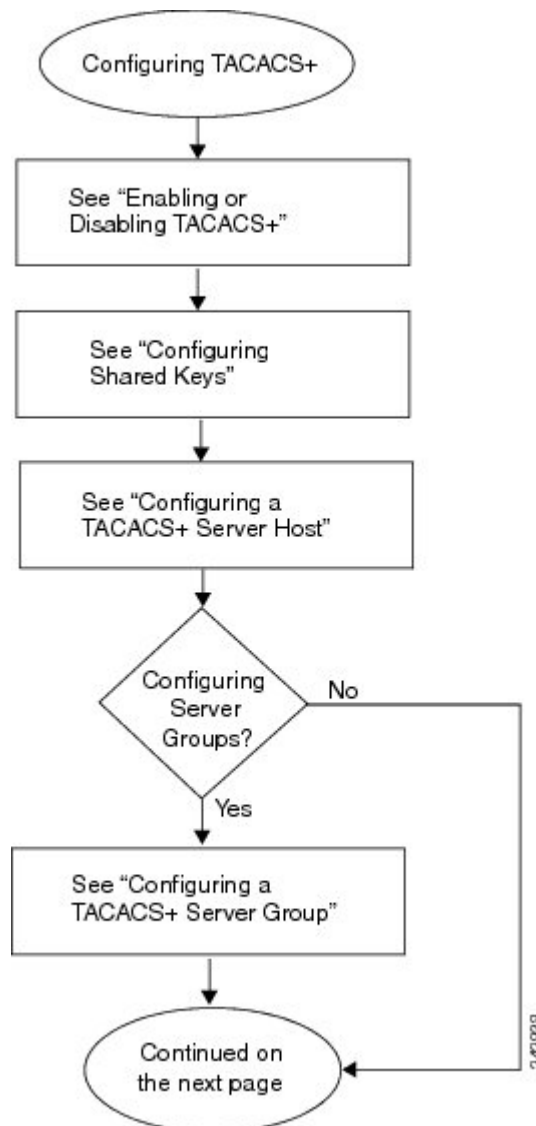 Configuring TACACS+
See “Enabling or
Disabling TACACS+”
See “Configuring
Shared Keys”
See “Configuring a
TACACS+ Server Host”
Configuring
Server
Groups?
No
Yes
See “Configuring a
TACACS+ Server Group”
Continued on
the next page